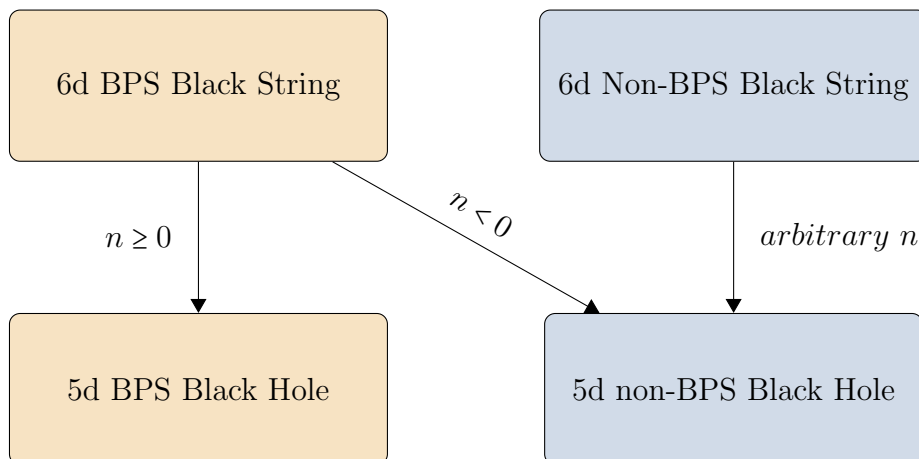 6d BPS Black String
6d Non-BPS Black String
n ≥ 0
n < 0
arbitrary n
5d BPS Black Hole
5d non-BPS Black Hole